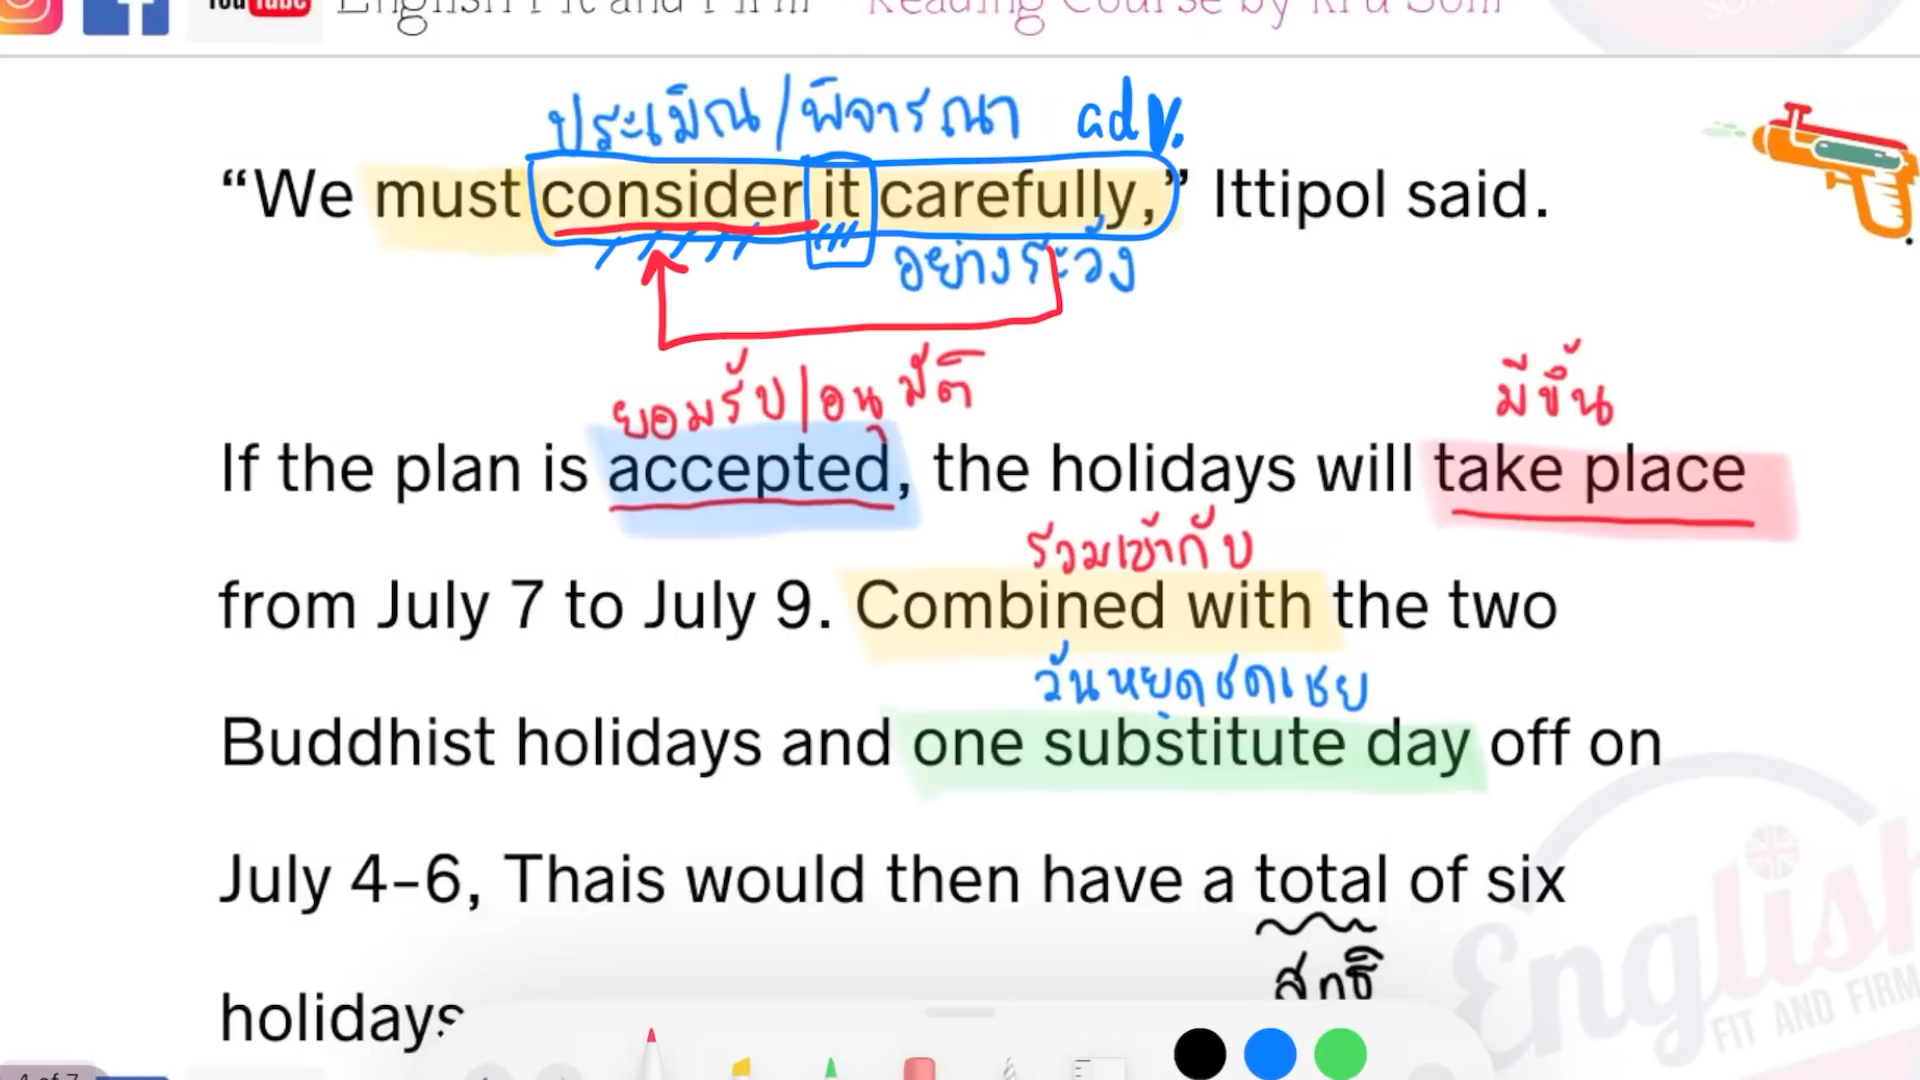 YouTube English Fit and Firm Reading Course by Kru Som
ประเมิณ/พิจารณา adv.
“We must consider it carefully,” Ittipol said.
อย่างระวัง
ยอมรับ/อนุมัติ มีขึ้น
If the plan is accepted, the holidays will take place
รวมเข้ากับ
from July 7 to July 9. Combined with the two
วันหยุดชดเชย
Buddhist holidays and one substitute day off on
July 4–6, Thais would then have a total of six
สุทธิ
holidays
English
FIT AND FIRM
4 of 7